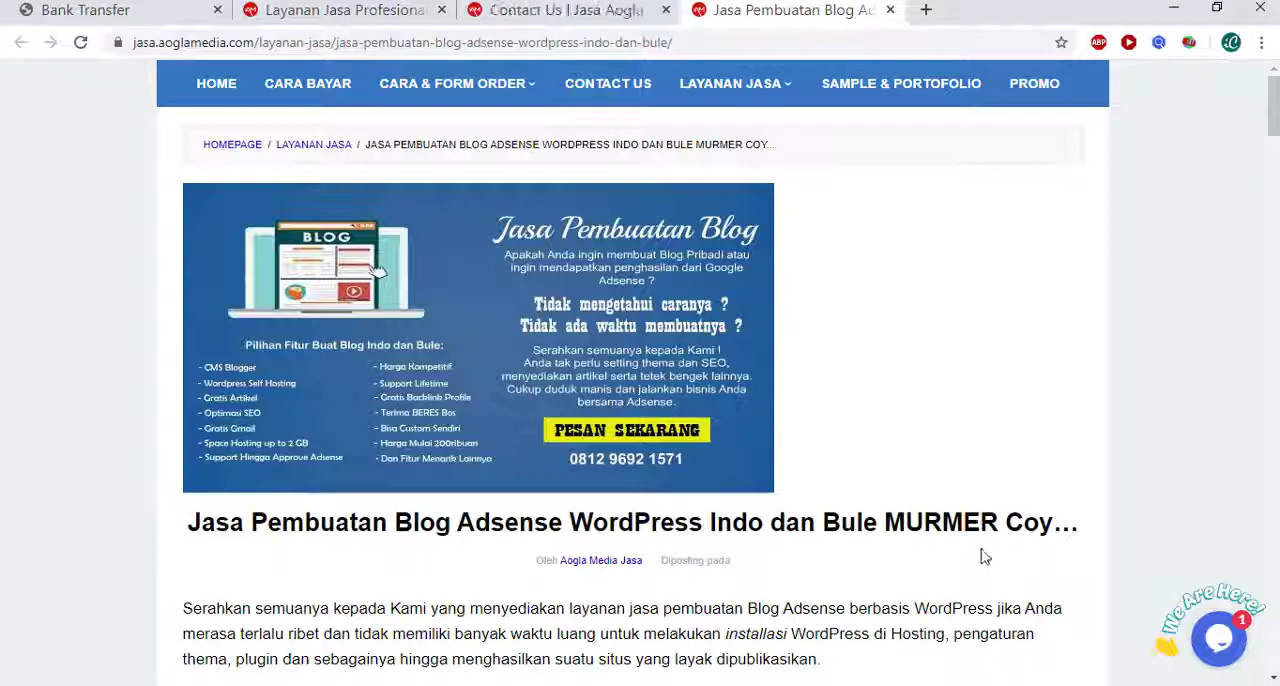 Bank Transfer
Layanan Jasa Profesional
Contact Us | Jasa Aogla
Jasa Pembuatan Blog Ad
jasa.aoglamedia.com/layanan-jasa/jasa-pembuatan-blog-adsense-wordpress-indo-dan-bule/
ABP
HOME CARA BAYAR CARA & FORM ORDER CONTACT US LAYANAN JASA SAMPLE & PORTOFOLIO PROMO
HOMEPAGE / LAYANAN JASA / JASA PEMBUATAN BLOG ADSENSE WORDPRESS INDO DAN BULE MURMER COY...
BLOG
Pilihan Fitur Buat Blog Indo dan Bule:
- CMS Blogger
- Wordpress Self Hosting
- Gratis Artikel
- Optimasi SEO
- Gratis Gmail
- Space Hosting up to 2 GB
- Support Hingga Approve Adsense
- Harga Kompetitif
- Support Lifetime
- Gratis Backlink Profile
- Terima BERES Bos
- Bisa Custom Sendiri
- Harga Mulai 200ribuan
- Dan Fitur Menarik Lainnya
Jasa Pembuatan Blog
Apakah Anda ingin membuat Blog Pribadi atau
ingin mendapatkan penghasilan dari Google
Adsense ?
Tidak mengetahui caranya ?
Tidak ada waktu membuatnya ?
Serahkan semuanya kepada Kami !
Anda tak perlu setting thema dan SEO,
menyediakan artikel serta tetek bengek lainnya.
Cukup duduk manis dan jalankan bisnis Anda
bersama Adsense.
PESAN SEKARANG
0812 9692 1571
Jasa Pembuatan Blog Adsense WordPress Indo dan Bule MURMER Coy...
Oleh Aogla Media Jasa Diposting pada
Serahkan semuanya kepada Kami yang menyediakan layanan jasa pembuatan Blog Adsense berbasis WordPress jika Anda
merasa terlalu ribet dan tidak memiliki banyak waktu luang untuk melakukan installasi WordPress di Hosting, pengaturan
thema, plugin dan sebagainya hingga menghasilkan suatu situs yang layak dipublikasikan.
We Are Here!
1